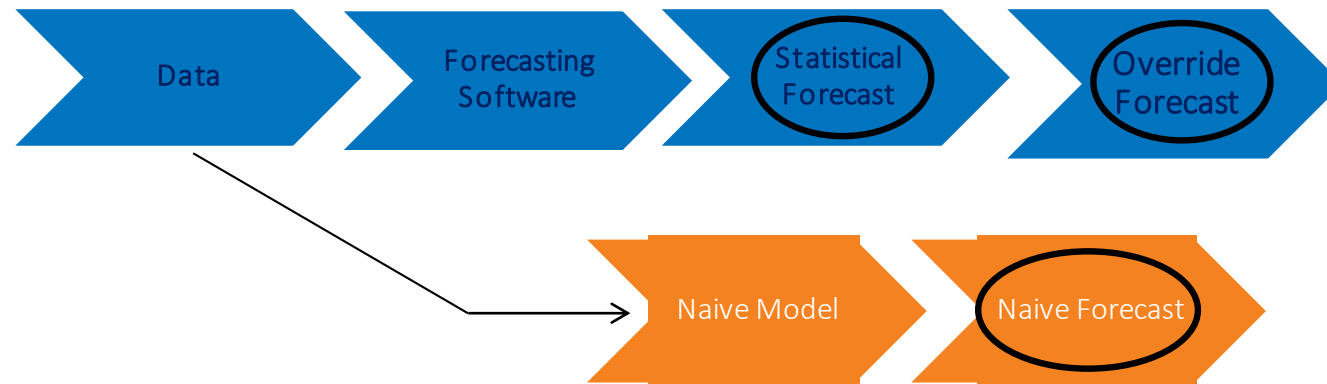 Data
Forecasting
Software
Statistical
Forecast
Override
Forecast
Naive Model
Naive Forecast